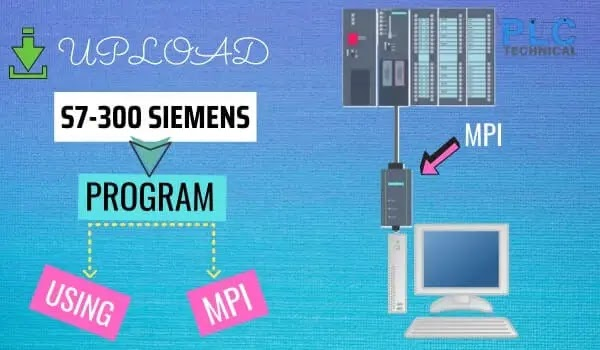 UPLOAD
S7-300 SIEMENS
PROGRAM
USING
MPI
PLC
TECHNICAL
MPI